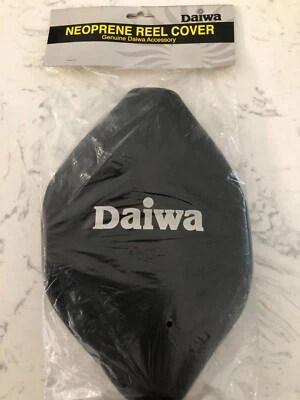 Daiwa
NEOPRENE REEL COVER
Genuine Daiwa Accessory
Daiwa